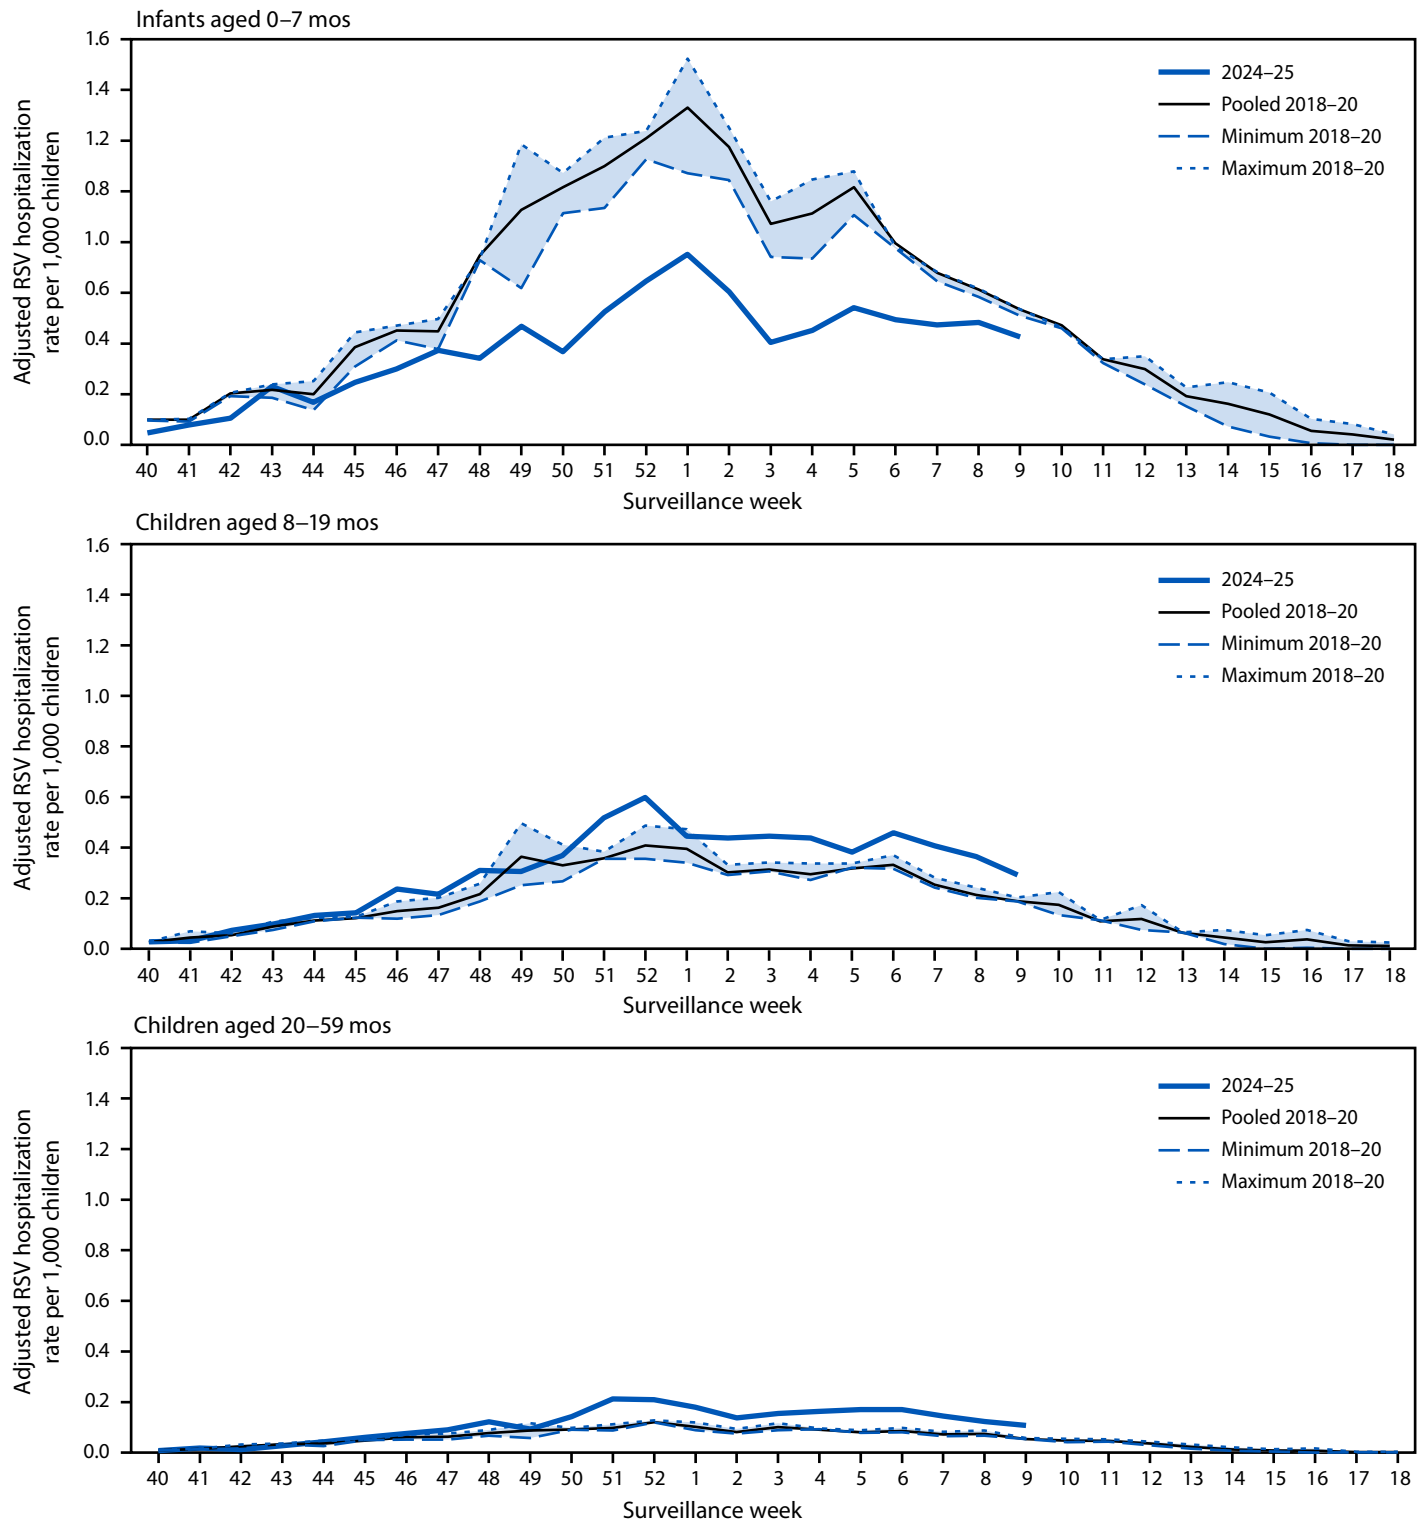 Infants aged 0–7 mos
Adjusted RSV hospitalization
rate per 1,000 children
1.6
1.4
1.2
0.8
1.0
0.6
0.4
0.2
0.0
2024–25
Pooled 2018–20
Minimum 2018–20
Maximum 2018–20
40 41 42 43 44 45 46 47 48 49 50 51 52 1 2 3 4 5 6 7 8 9 10 11 12 13 14 15 16 17 18
Surveillance week
Children aged 8–19 mos
Adjusted RSV hospitalization
rate per 1,000 children
1.6
1.4
1.2
1.0
0.8
0.6
0.4
0.2
0.0
2024–25
Pooled 2018–20
Minimum 2018–20
Maximum 2018–20
40 41 42 43 44 45 46 47 48 49 50 51 52 1 2 3 4 5 6 7 8 9 10 11 12 13 14 15 16 17 18
Surveillance week
Children aged 20–59 mos
Adjusted RSV hospitalization
rate per 1,000 children
1.6
1.4
1.2
1.0
0.8
0.6
0.4
0.2
0.0
2024–25
Pooled 2018–20
Minimum 2018–20
Maximum 2018–20
40 41 42 43 44 45 46 47 48 49 50 51 52 1 2 3 4 5 6 7 8 9 10 11 12 13 14 15 16 17 18
Surveillance week